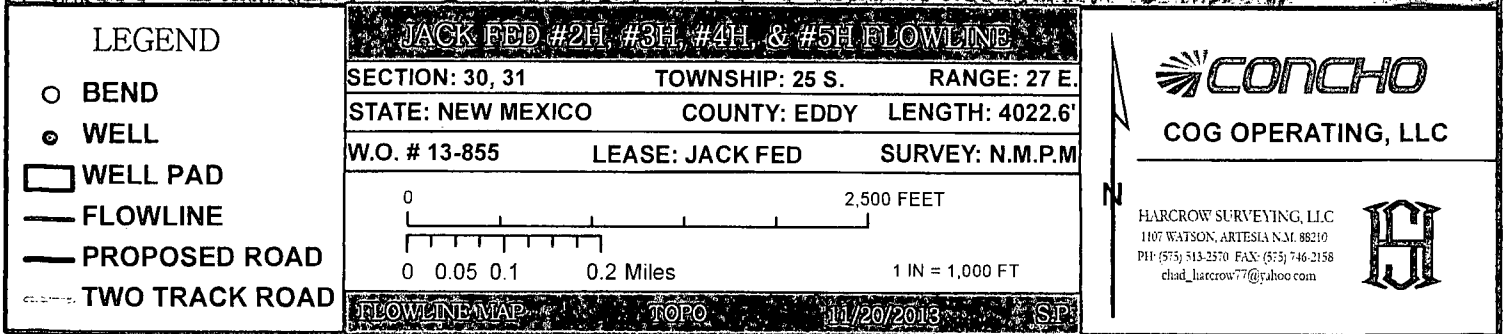 LEGEND
BEND
WELL
WELL PAD
FLOWLINE
PROPOSED ROAD
TWO TRACK ROAD
JACK FED #2H, #3H, #4H, & #5H FLOWLINE
SECTION: 30, 31 TOWNSHIP: 25 S. RANGE: 27 E.
STATE: NEW MEXICO COUNTY: EDDY LENGTH: 4022.6'
W.O. # 13-855 LEASE: JACK FED SURVEY: N.M.P.M
0 2,500 FEET
0 0.05 0.1 0.2 Miles 1 IN = 1,000 FT
FLOWLINE MAP TOPO 11/20/2013 S.P.
N
CONCHO
COG OPERATING, LLC
HARCROW SURVEYING, LLC
1107 WATSON, ARTESIA N.M. 88210
PH: (575) 513-2570 FAX: (575) 746-2158
chad_harcrow77@yahoo.com
HS